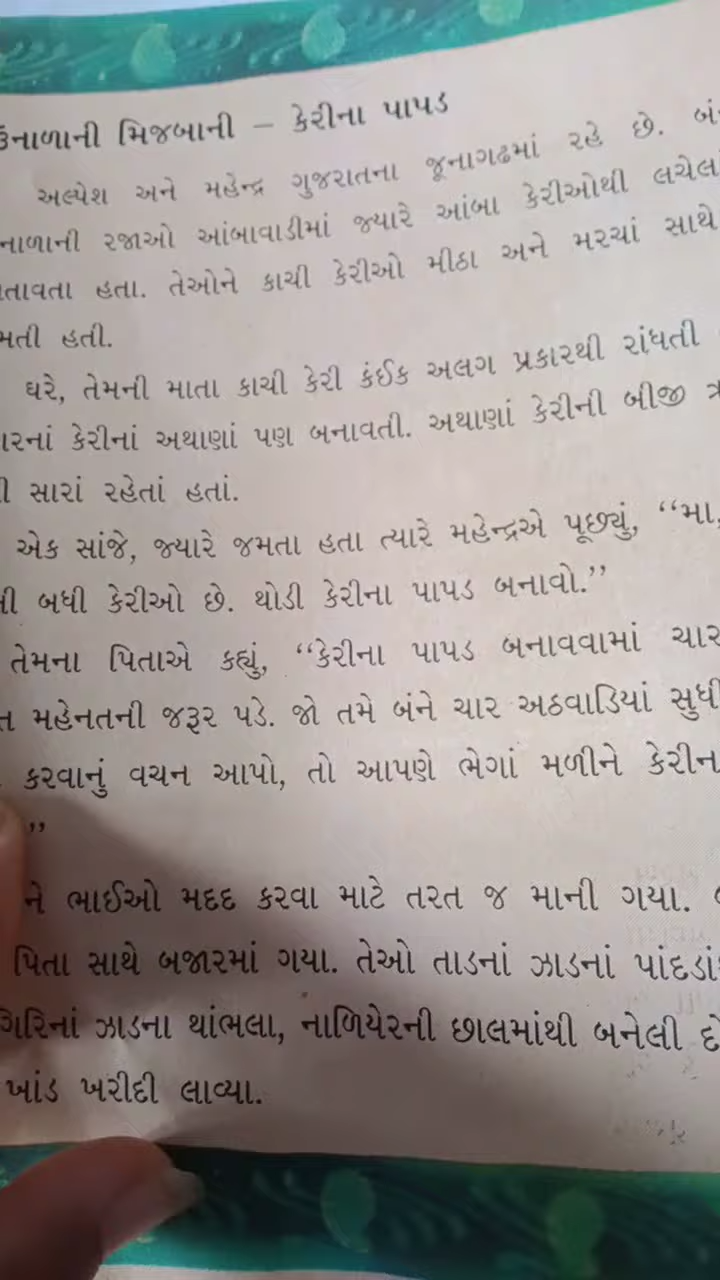 ઉનાળાની મિજબાની – કેરીના પાપડ
અલ્પેશ અને મહેન્દ્ર ગુજરાતના જૂનાગઢમાં રહે છે.
નાળાની રજાઓ આંબાવાડીમાં જ્યારે આંબા કેરીઓથી લચેલાં
તાવતા હતા. તેઓને કાચી કેરીઓ મીઠા અને મરચાં સાથે
મતી હતી.
ઘરે, તેમની માતા કાચી કેરી કંઈક અલગ પ્રકારથી રાંધતી
રનાં કેરીનાં અથાણાં પણ બનાવતી. અથાણાં કેરીની બીજી
સારાં રહેતાં હતાં.
એક સાંજે, જ્યારે જમતા હતા ત્યારે મહેન્દ્રએ પૂછ્યું, “મા,
બધી કેરીઓ છે. થોડી કેરીના પાપડ બનાવો.”
તેમના પિતાએ કહ્યું, “કેરીના પાપડ બનાવવામાં ચાર
ત મહેનતની જરૂર પડે. જો તમે બંને ચાર અઠવાડિયાં સુધી
કરવાનું વચન આપો, તો આપણે ભેગાં મળીને કેરીન
”
ને ભાઈઓ મદદ કરવા માટે તરત જ માની ગયા.
પિતા સાથે બજારમાં ગયા. તેઓ તાડનાં ઝાડનાં પાંદડાં
ગિરિનાં ઝાડના થાંભલા, નાળિયેરની છાલમાંથી બનેલી દો
ખાંડ ખરીદી લાવ્યા.